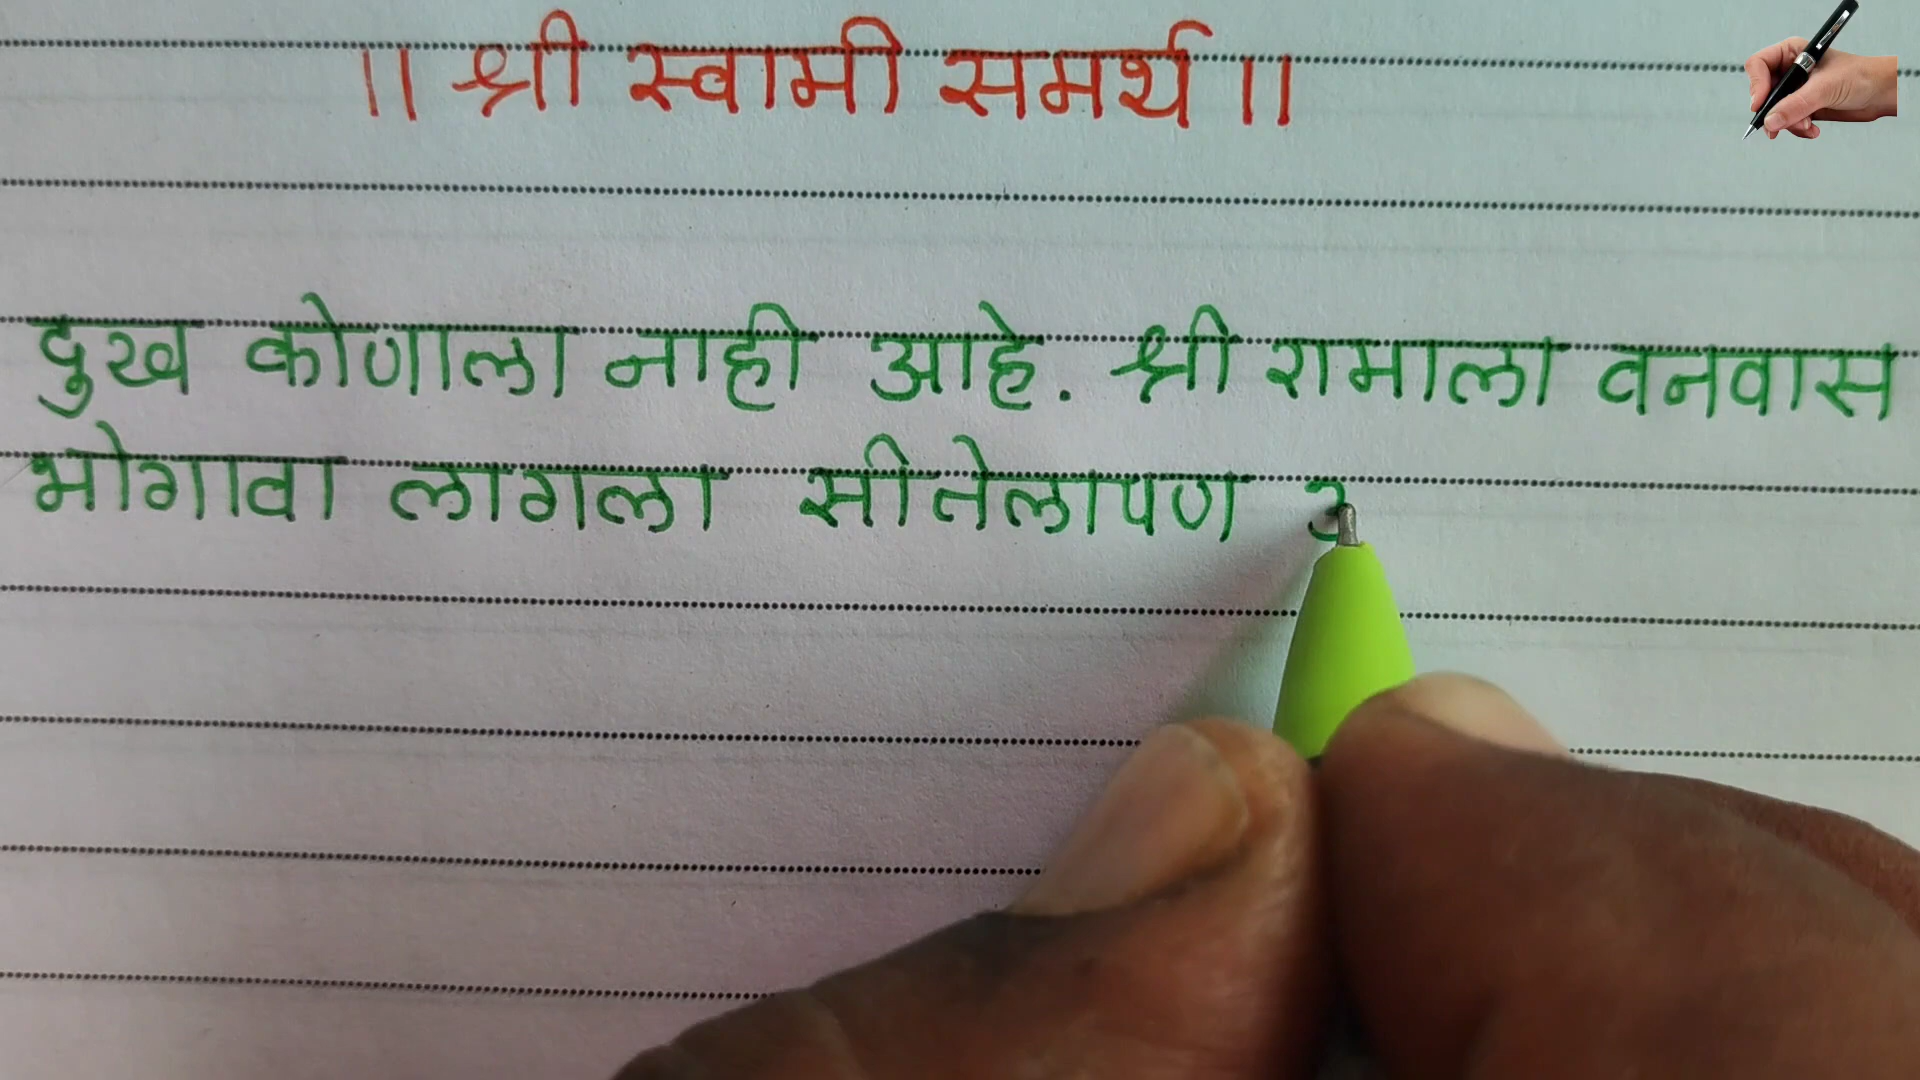 ।। श्री स्वामी समर्थ ।।
दुख कोणाला नाही आहे. श्री रामाला वनवास
भोगावा लागला सीतेलापण